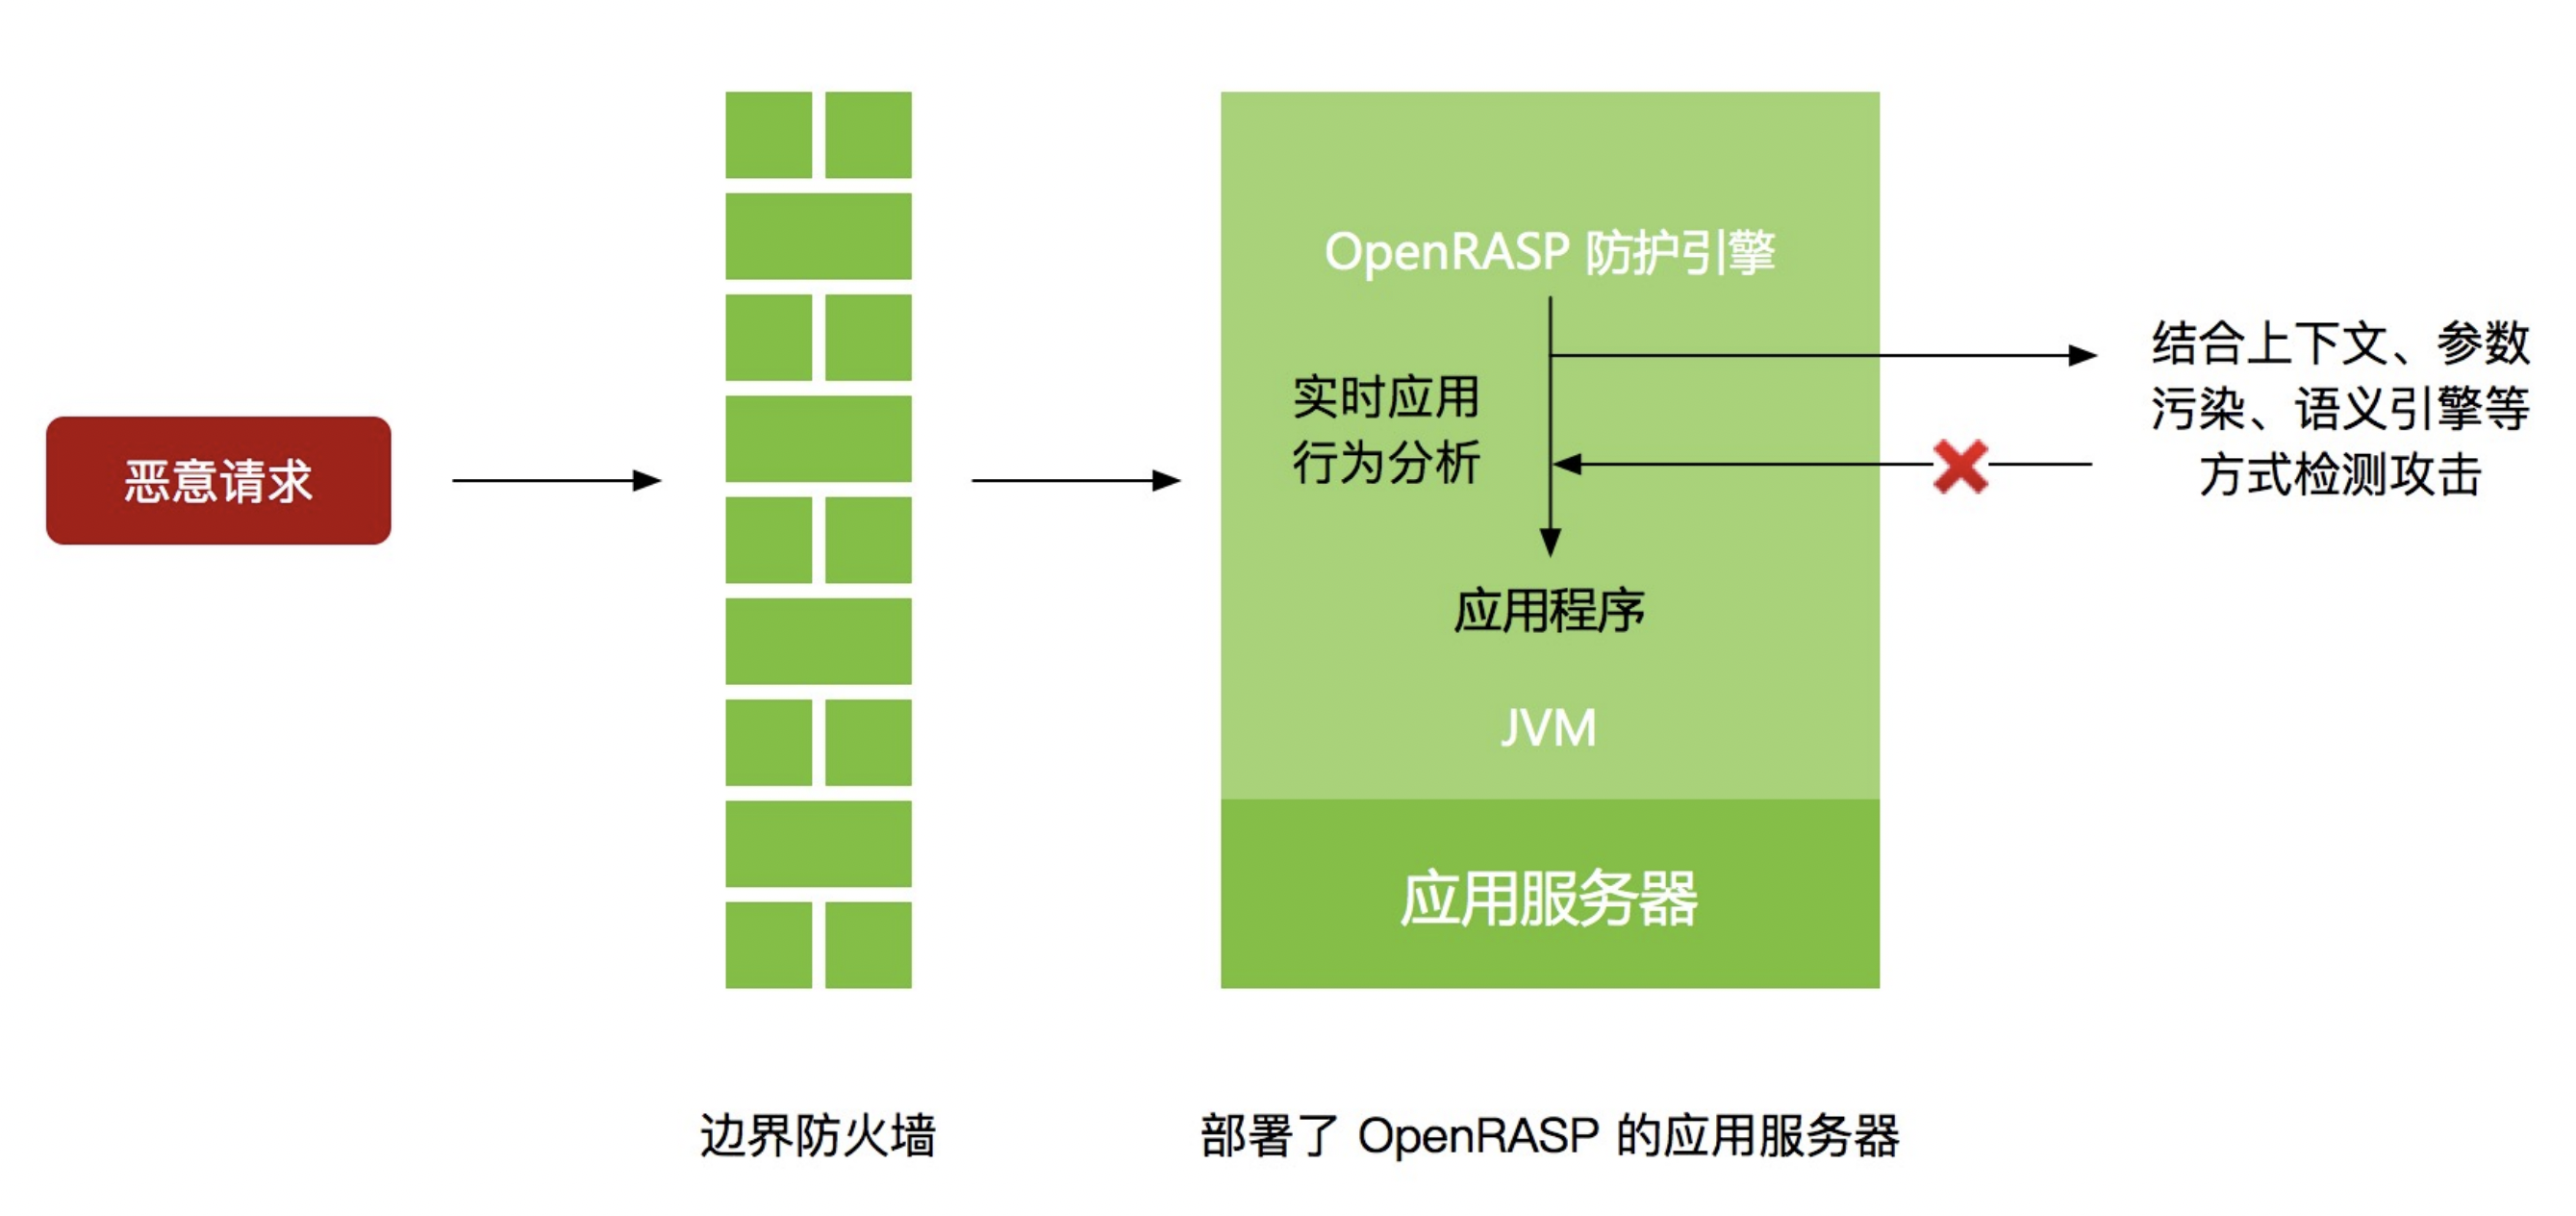 恶意请求
OpenRASP 防护引擎
实时应用
行为分析
应用程序
JVM
应用服务器
结合上下文、参数
污染、语义引擎等
方式检测攻击
边界防火墙
部署了 OpenRASP 的应用服务器